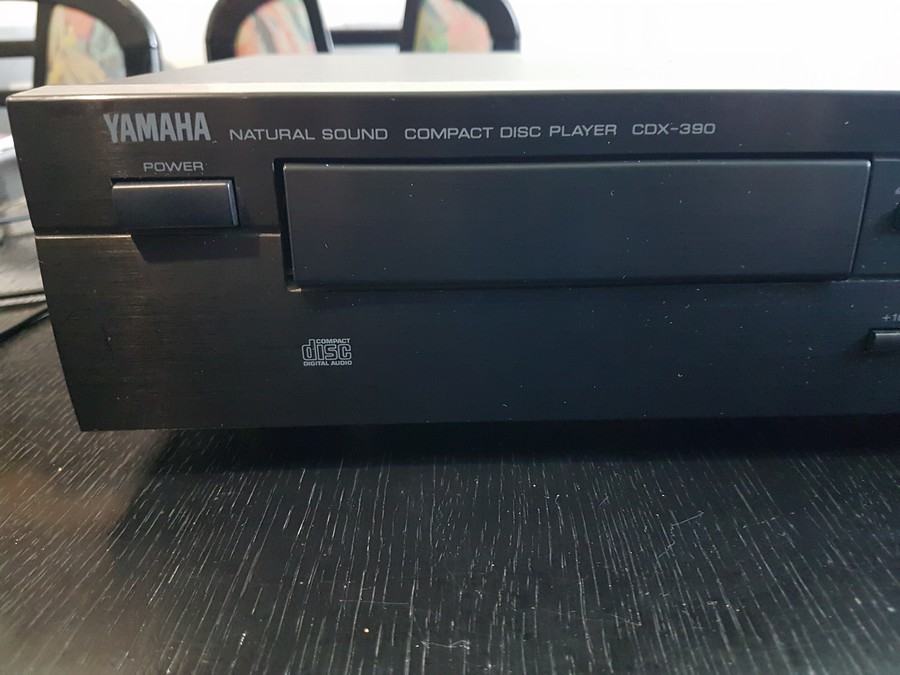 YAMAHA NATURAL SOUND COMPACT DISC PLAYER CDX-390
POWER
COMPACT
disc
DIGITAL AUDIO